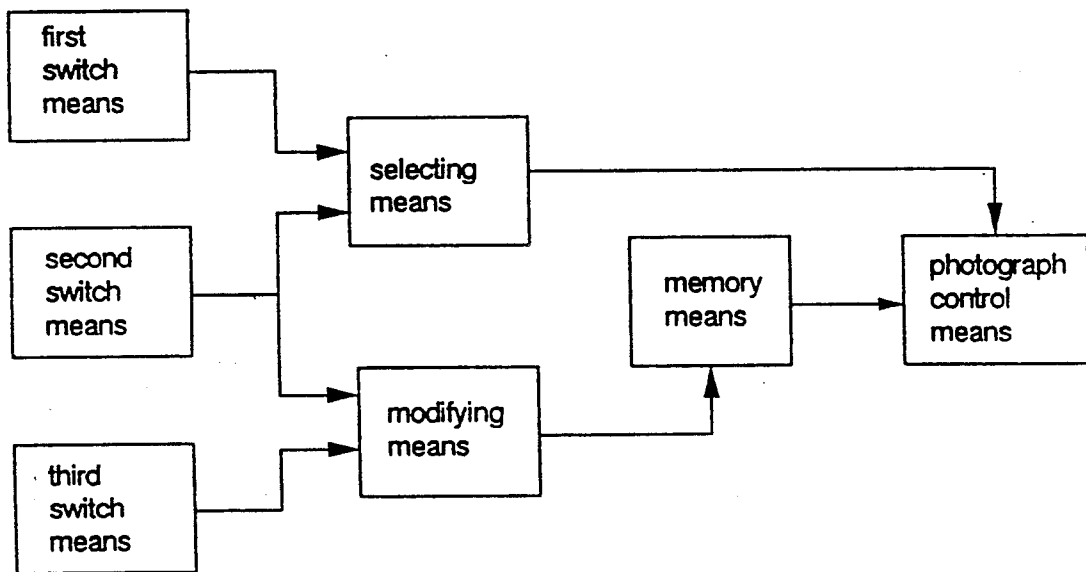 first
switch
means
selecting
means
second
switch
means
memory
means
photograph
control
means
modifying
means
third
switch
means